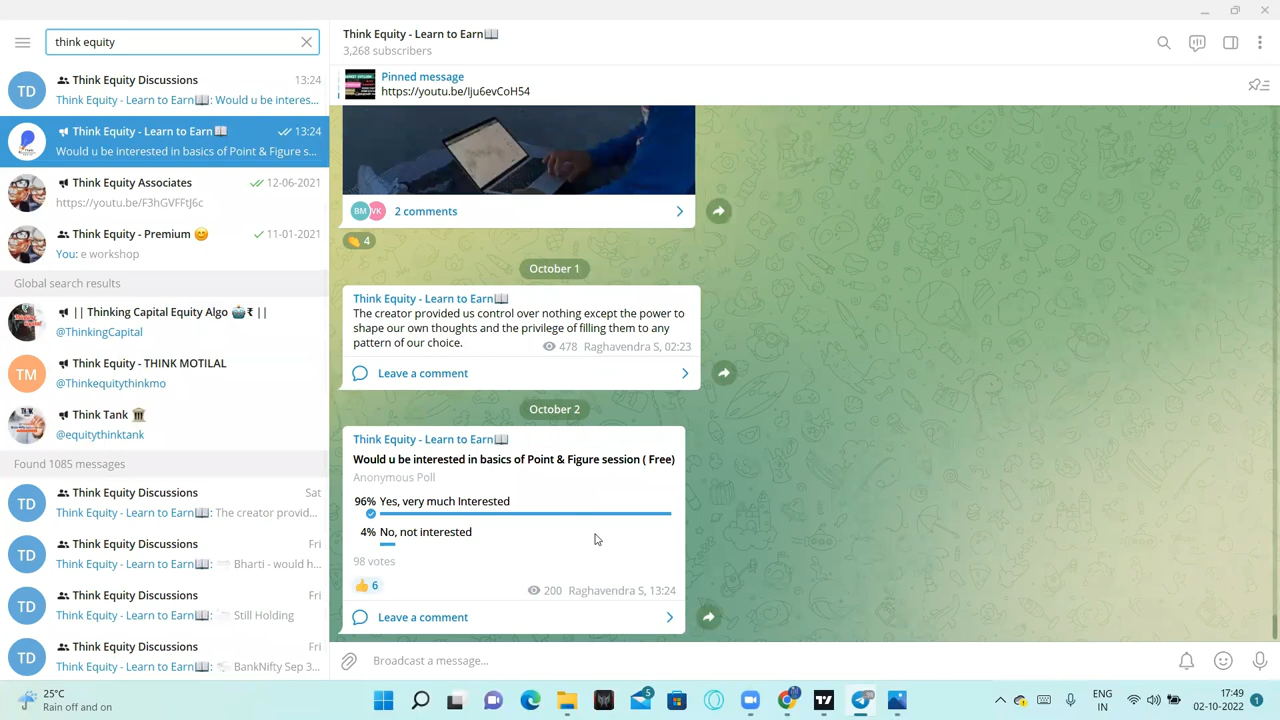 think equity
Think Equity Discussions 13:24
Think Equity - Learn to Earn📖: Would u be interes...
Think Equity - Learn to Earn📖 13:24
Would u be interested in basics of Point & Figure s...
Think Equity Associates 12-06-2021
https://youtu.be/F3hGVFFtJ6c
Think Equity - Premium 😊 11-01-2021
You: e workshop
Global search results
|| Thinking Capital Equity Algo 🤖₹ ||
@ThinkingCapital
TM
Think Equity - THINK MOTILAL
@Thinkequitythinkmo
Think Tank 🏛
@equitythinktank
Found 1085 messages
TD
Think Equity Discussions Sat
Think Equity - Learn to Earn📖: The creator provid...
TD
Think Equity Discussions Fri
Think Equity - Learn to Earn📖: Bharti - would h...
TD
Think Equity Discussions Fri
Think Equity - Learn to Earn📖: Still Holding
TD
Think Equity Discussions Fri
Think Equity - Learn to Earn📖: BankNifty Sep 3...
TD
Think Equity - Learn to Earn📖
3,268 subscribers
Pinned message
https://youtu.be/lju6evCoH54
BM VK 2 comments
👏 4
October 1
Think Equity - Learn to Earn📖
The creator provided us control over nothing except the power to
shape our own thoughts and the privilege of filling them to any
pattern of our choice. 478 Raghavendra S, 02:23
Leave a comment
October 2
Think Equity - Learn to Earn📖
Would u be interested in basics of Point & Figure session ( Free)
Anonymous Poll
96% Yes, very much Interested
4% No, not interested
98 votes
👍 6 200 Raghavendra S, 13:24
Leave a comment
Broadcast a message...
25°C
Rain off and on
5
ENG
IN
17:49
02-10-2022
1